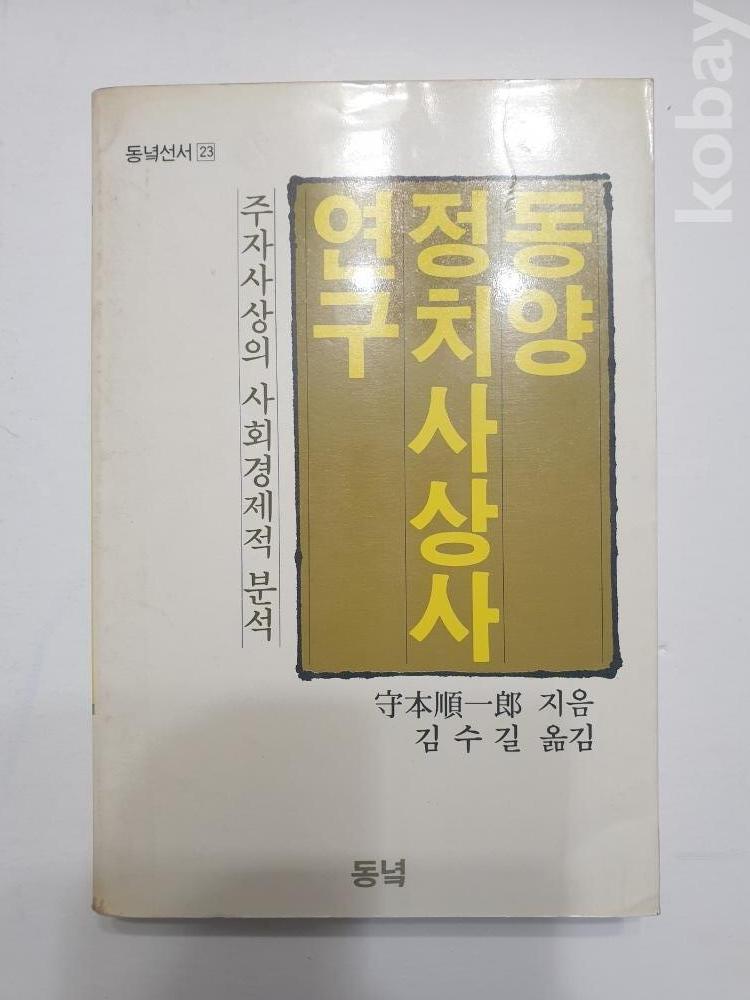 동녘선서 23
동양
정치사상사
연구
주자사상의 사회경제적 분석
守本順一郎 지음
김수길 옮김
동녘
kobay